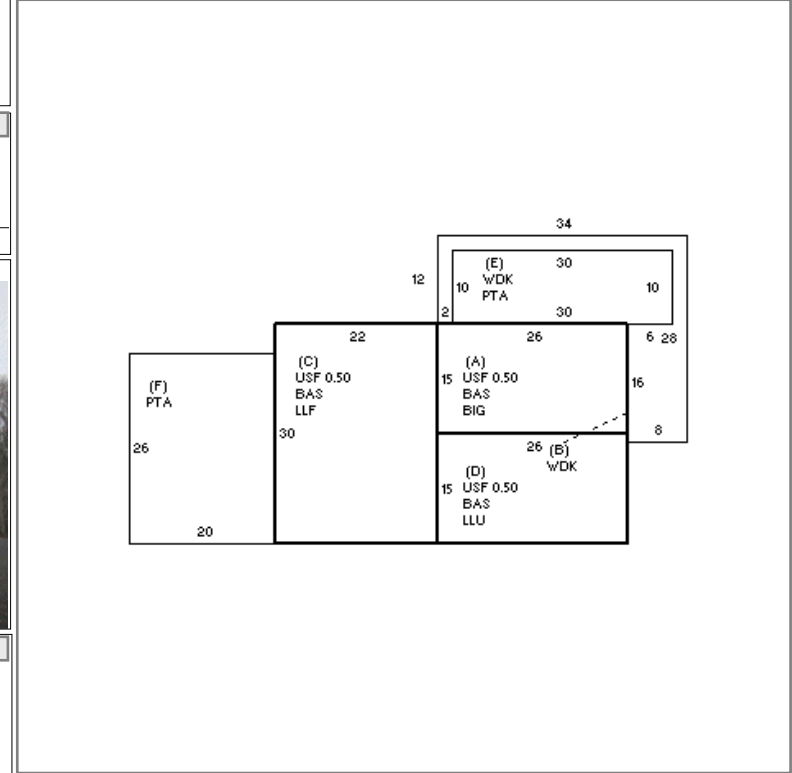 34
(E)
WDK
PTA
30
12
10
10
2
30
22
26
6 28
(C)
USF 0.50
BAS
LLF
(A)
USF 0.50
BAS
BIG
15
16
(F)
PTA
30
8
26
26
(B)
WDK
(D)
USF 0.50
BAS
LLU
15
20